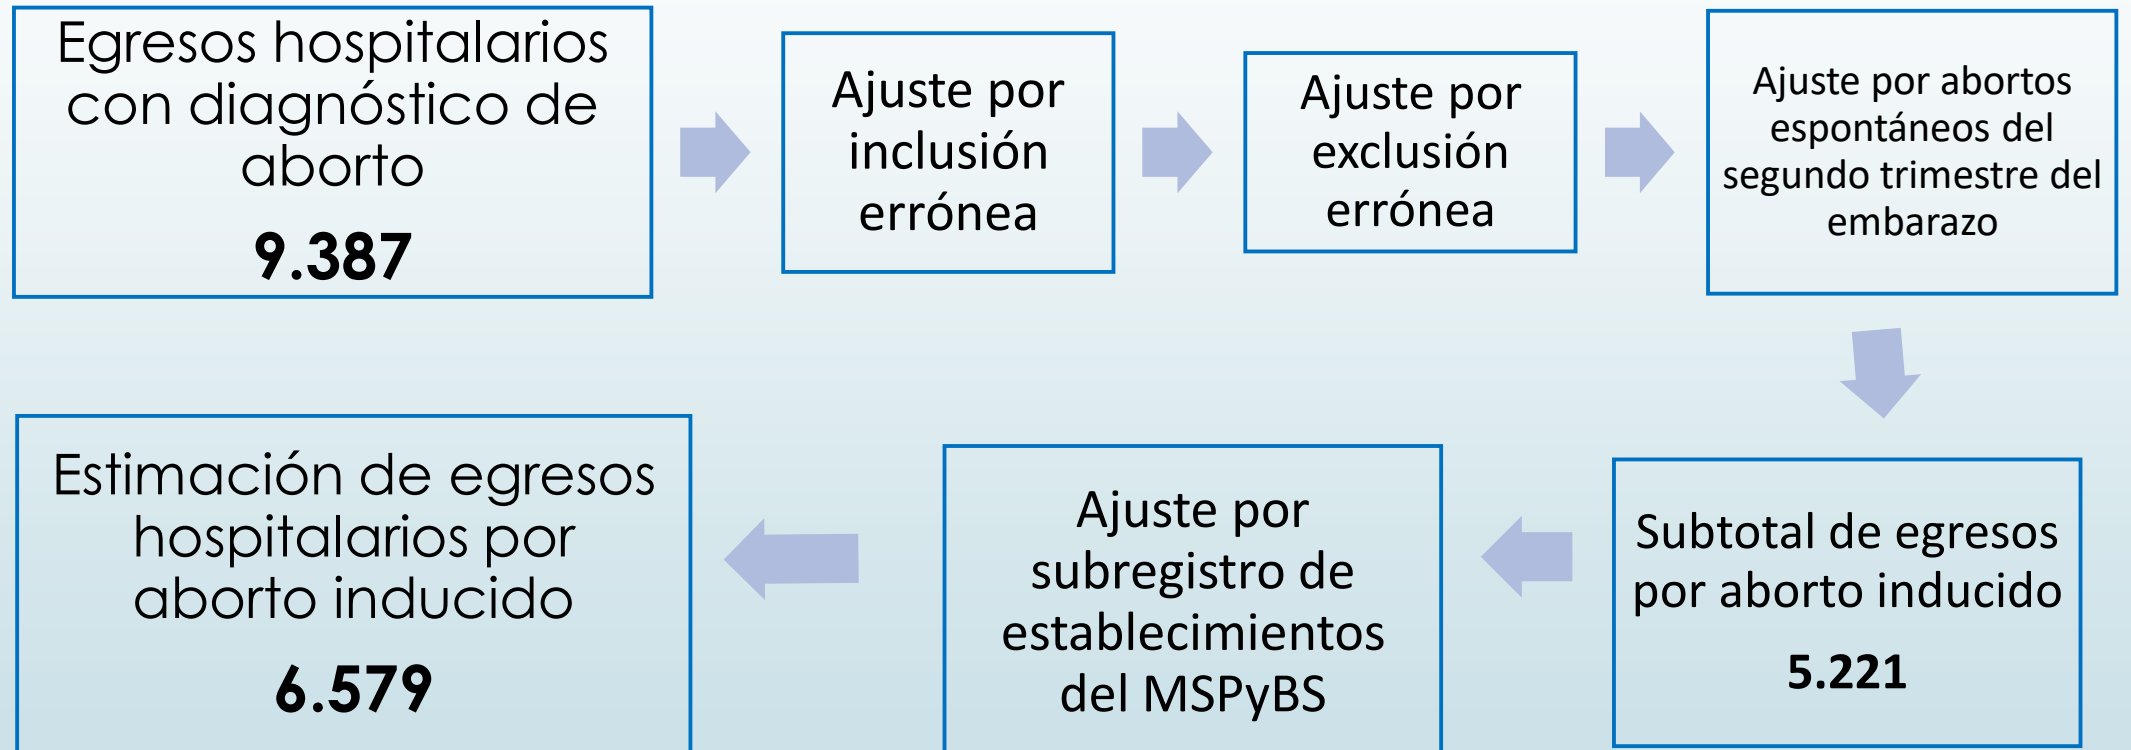 Egresos hospitalarios
con diagnóstico de
aborto
9.387
Ajuste por
inclusión
errónea
Ajuste por
exclusión
errónea
Ajuste por abortos
espontáneos del
segundo trimestre del
embarazo
Subtotal de egresos
por aborto inducido
5.221
Ajuste por
subregistro de
establecimientos
del MSPyBS
Estimación de egresos
hospitalarios por
aborto inducido
6.579